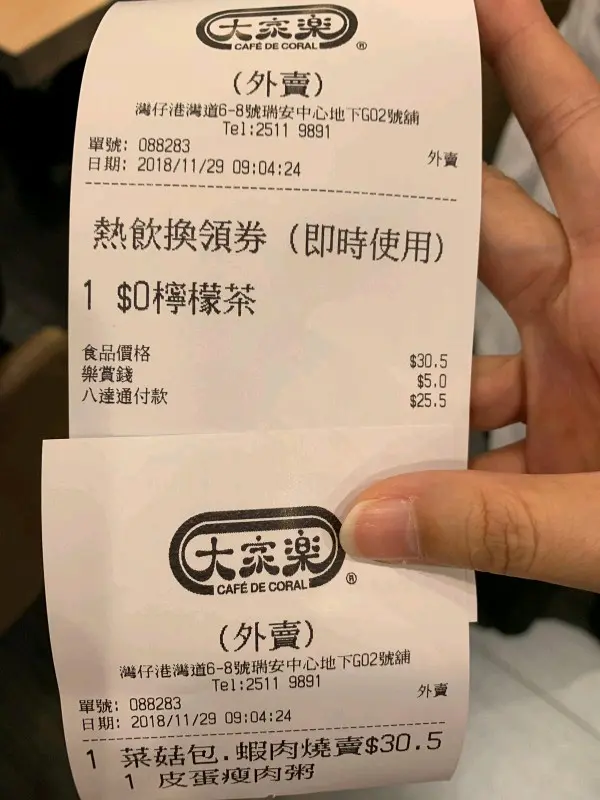 大家樂
CAFÉ DE CORAL ®
(外賣)
灣仔港灣道6-8號瑞安中心地下G02號舖
Tel:2511 9891
單號: 088283
外賣
日期: 2018/11/29 09:04:24
熱飲換領券 (即時使用)
1 $0檸檬茶
食品價格 $30.5
樂賞錢 $5.0
八達通付款 $25.5
大家樂
CAFÉ DE CORAL ®
(外賣)
灣仔港灣道6-8號瑞安中心地下G02號舖
Tel:2511 9891
單號: 088283
外賣
日期: 2018/11/29 09:04:24
1 菜菇包.蝦肉燒賣$30.5
1 皮蛋瘦肉粥